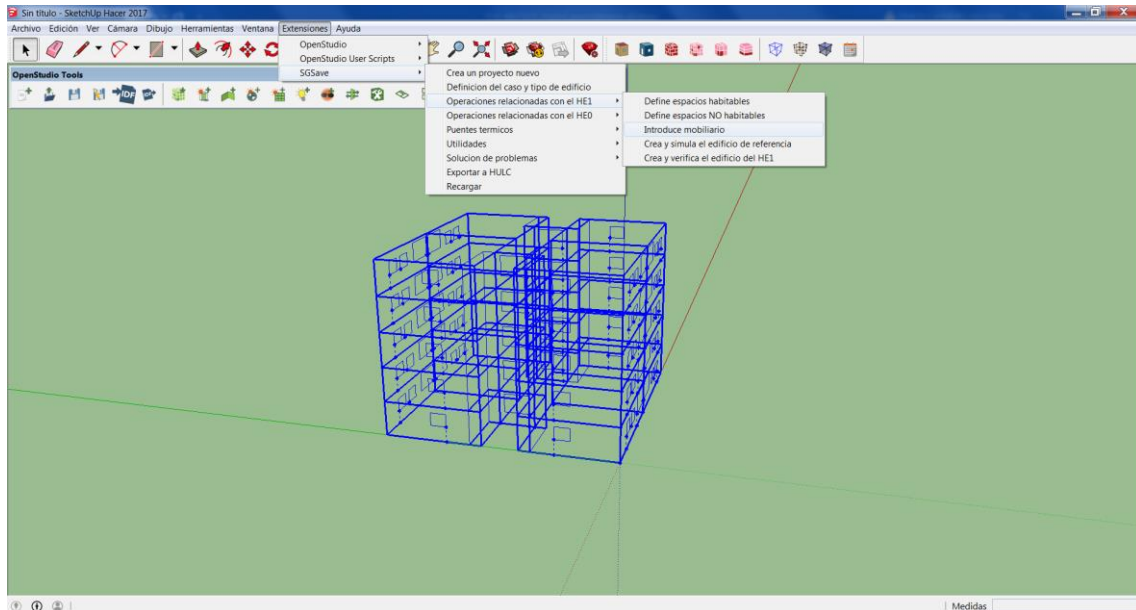 Sin título - SketchUp Hacer 2017
Archivo Edición Ver Cámara Dibujo Herramientas Ventana Extensiones Ayuda
OpenStudio
OpenStudio User Scripts
SGSave
OpenStudio Tools
Crea un proyecto nuevo
Definicion del caso y tipo de edificio
Operaciones relacionadas con el HE1
Operaciones relacionadas con el HE0
Puentes termicos
Utilidades
Solucion de problemas
Exportar a HULC
Recargar
Define espacios habitables
Define espacios NO habitables
Introduce mobiliario
Crea y simula el edificio de referencia
Crea y verifica el edificio del HE1
IDF
Medidas